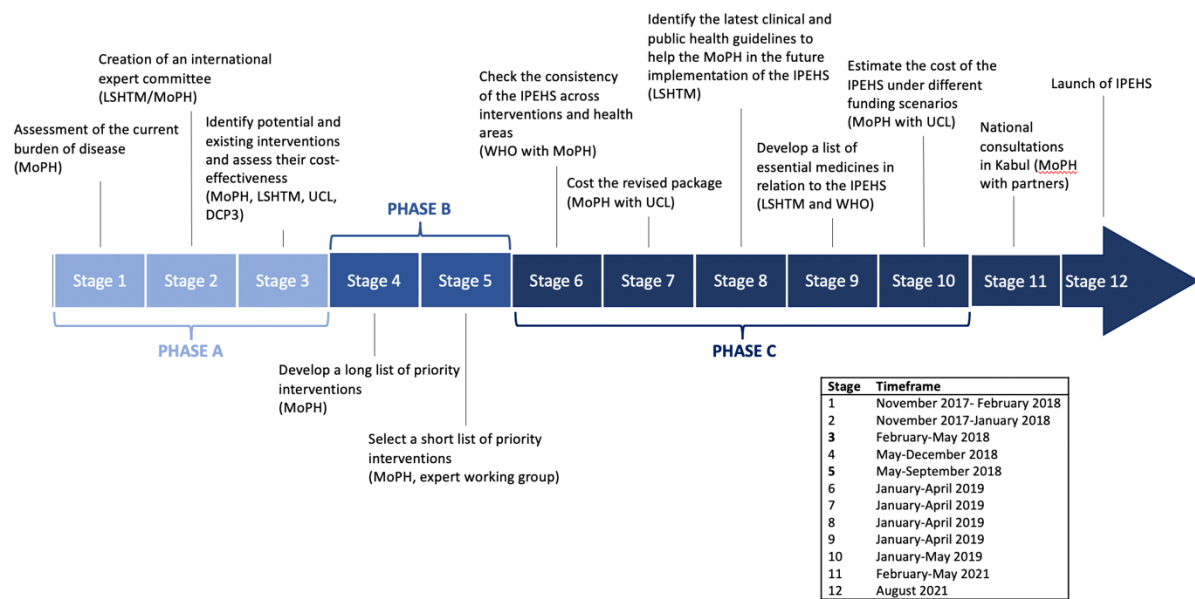 Creation of an international
expert committee
(LSHTM/MoPH)
Assessment of the current
burden of disease
(MoPH)
Identify potential and
existing interventions
and assess their cost-
effectiveness
(MoPH, LSHTM, UCL,
DCP3)
Check the consistency
of the IPEHS across
interventions and health
areas
(WHO with MoPH)
Cost the revised package
(MoPH with UCL)
Identify the latest clinical and
public health guidelines to
help the MoPH in the future
implementation of the IPEHS
(LSHTM)
Develop a list of
essential medicines in
relation to the IPEHS
(LSHTM and WHO)
Estimate the cost of the
IPEHS under different
funding scenarios
(MoPH with UCL)
National
consultations
in Kabul (MoPH
with partners)
Launch of IPEHS
PHASE B
Stage 1 Stage 2 Stage 3 Stage 4 Stage 5 Stage 6 Stage 7 Stage 8 Stage 9 Stage 10 Stage 11 Stage 12
PHASE A
PHASE C
Develop a long list of priority
interventions
(MoPH)
Select a short list of priority
interventions
(MoPH, expert working group)
Stage Timeframe
1 November 2017- February 2018
2 November 2017-January 2018
3 February-May 2018
4 May-December 2018
5 May-September 2018
6 January-April 2019
7 January-April 2019
8 January-April 2019
9 January-April 2019
10 January-May 2019
11 February-May 2021
12 August 2021